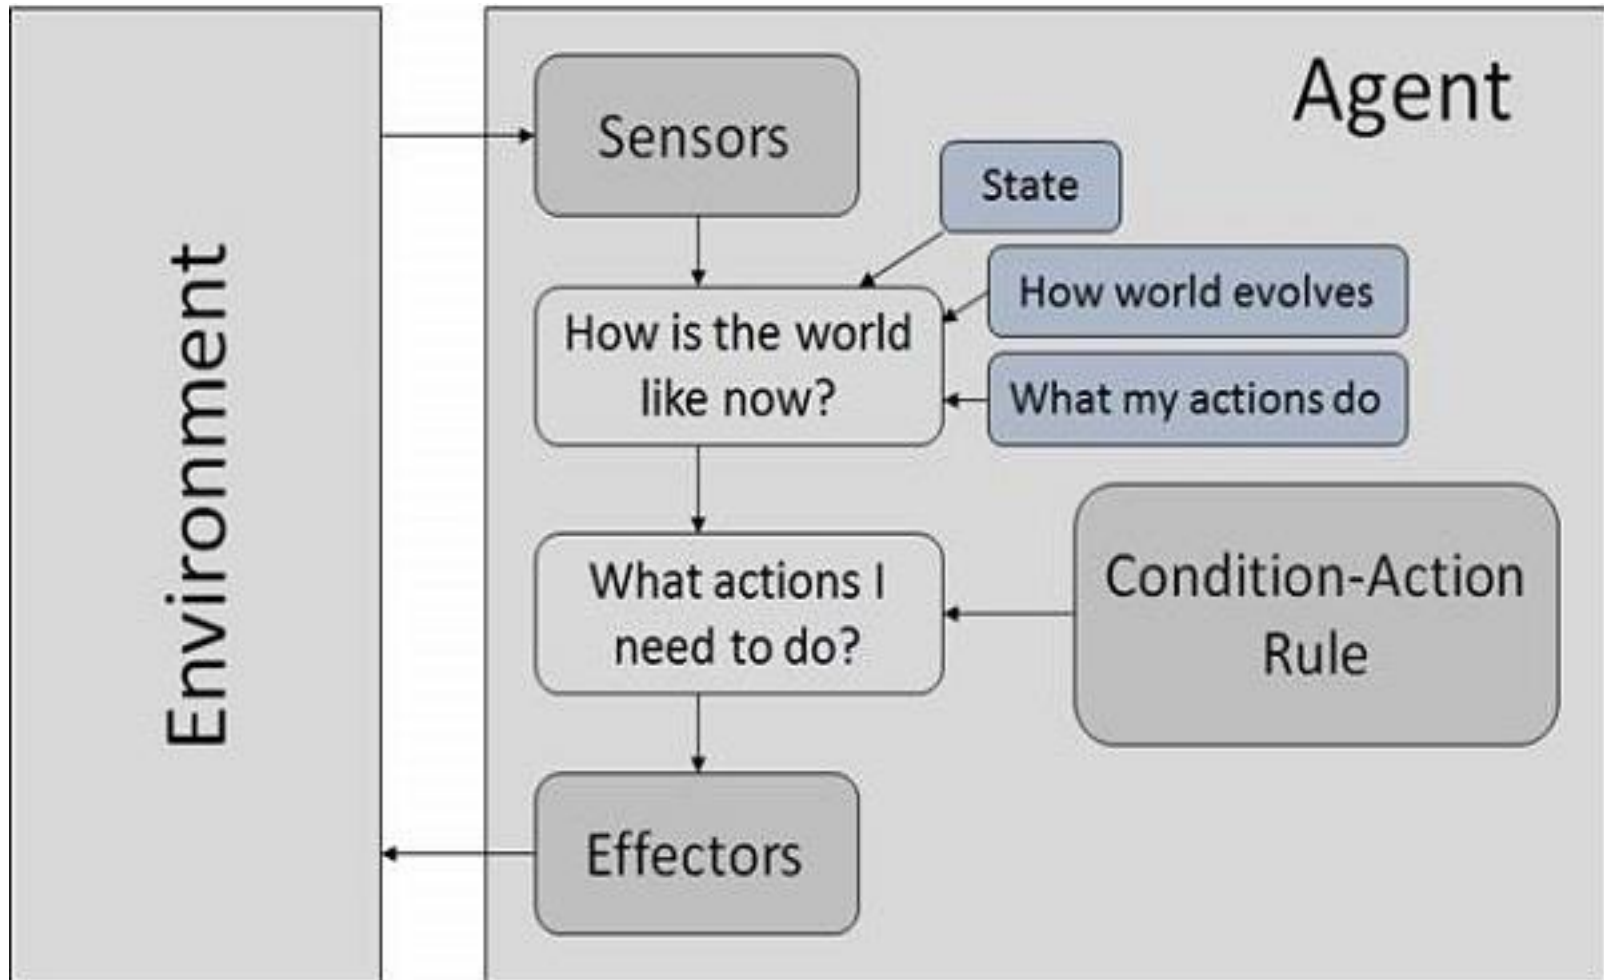 Agent
Sensors
State
How world evolves
How is the world
like now?
What my actions do
Environment
What actions I
need to do?
Condition-Action
Rule
Effectors